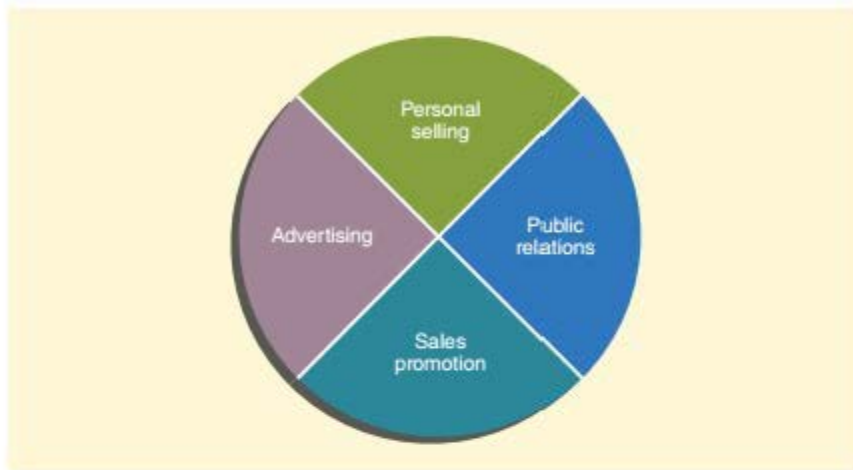 Personal
selling
Advertising
Public
relations
Sales
promotion